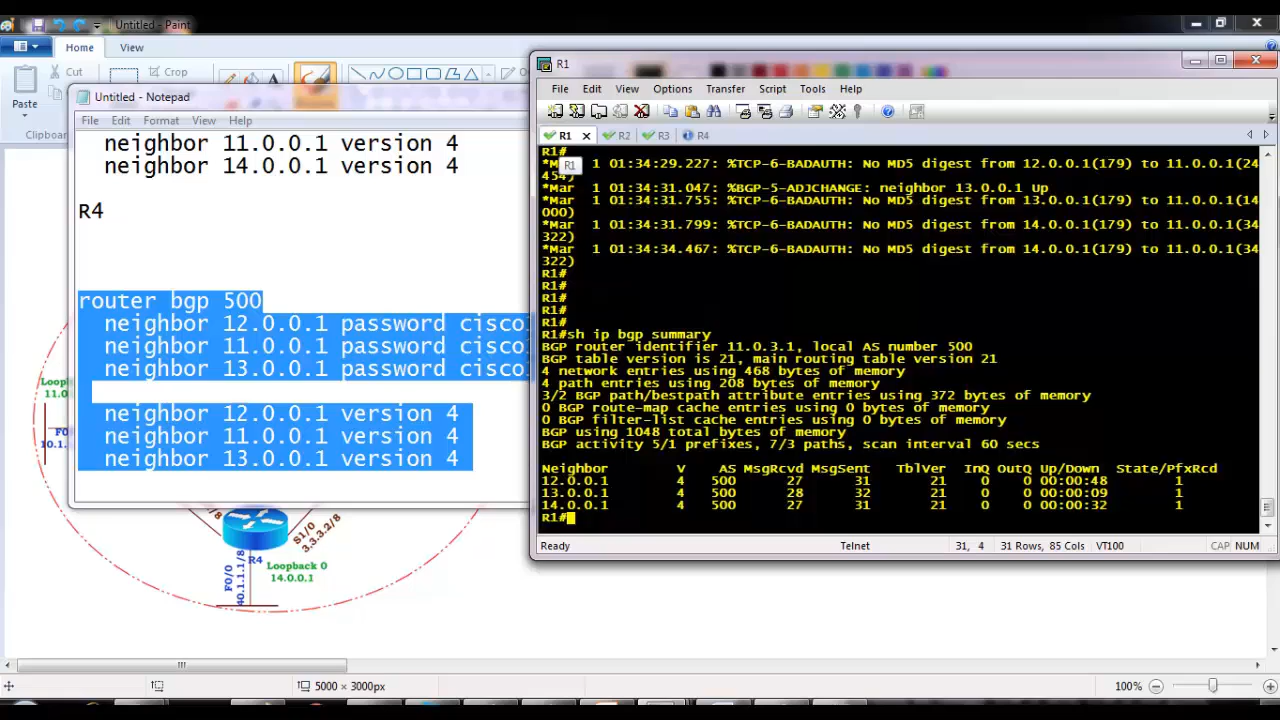 Untitled - Paint
Home
View
Cut
Crop
Paste
Clipboar
Untitled - Notepad
File Edit Format View Help
neighbor 11.0.0.1 version 4
neighbor 14.0.0.1 version 4
R4
router bgp 500
neighbor 12.0.0.1 password cisco
neighbor 11.0.0.1 password cisco
neighbor 13.0.0.1 password cisco
neighbor 12.0.0.1 version 4
neighbor 11.0.0.1 version 4
neighbor 13.0.0.1 version 4
Loop
11.0
F0
10.1
/8
S1/0
3.3.3.2/8
R4
Loopback 0
14.0.0.1
F0/0
40.1.1.1/8
5000 × 3000px
100%
R1
File Edit View Options Transfer Script Tools Help
R1 R2 R3 R4
R1#
R1
*M 1 01:34:29.227: %TCP-6-BADAUTH: No MD5 digest from 12.0.0.1(179) to 11.0.0.1(24
454)
*Mar 1 01:34:31.047: %BGP-5-ADJCHANGE: neighbor 13.0.0.1 Up
*Mar 1 01:34:31.755: %TCP-6-BADAUTH: No MD5 digest from 13.0.0.1(179) to 11.0.0.1(14
000)
*Mar 1 01:34:31.799: %TCP-6-BADAUTH: No MD5 digest from 14.0.0.1(179) to 11.0.0.1(34
322)
*Mar 1 01:34:34.467: %TCP-6-BADAUTH: No MD5 digest from 14.0.0.1(179) to 11.0.0.1(34
322)
R1#
R1#
R1#
R1#
R1#
R1#sh ip bgp summary
BGP router identifier 11.0.3.1, local AS number 500
BGP table version is 21, main routing table version 21
4 network entries using 468 bytes of memory
4 path entries using 208 bytes of memory
3/2 BGP path/bestpath attribute entries using 372 bytes of memory
0 BGP route-map cache entries using 0 bytes of memory
0 BGP filter-list cache entries using 0 bytes of memory
BGP using 1048 total bytes of memory
BGP activity 5/1 prefixes, 7/3 paths, scan interval 60 secs
Neighbor V AS MsgRcvd MsgSent TblVer InQ OutQ Up/Down State/PfxRcd
12.0.0.1 4 500 27 31 21 0 0 00:00:48 1
13.0.0.1 4 500 28 32 21 0 0 00:00:09 1
14.0.0.1 4 500 27 31 21 0 0 00:00:32 1
R1#
Ready Telnet 31, 4 31 Rows, 85 Cols VT100 CAP NUM